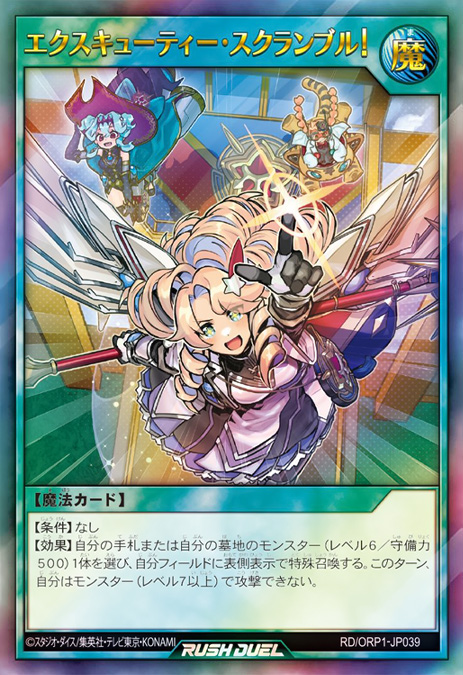 エクスキューティー・スクランブル!
魔
【魔法カード】
【条件】なし
【効果】自分の手札または自分の墓地のモンスター(レベル6/守備力
500)1体を選び、自分フィールドに表側表示で特殊召喚する。このターン、
自分はモンスター(レベル7以上)で攻撃できない。
©スタジオ・ダイス/集英社・テレビ東京・KONAMI
RUSH DUEL
RD/ORP1-JP039